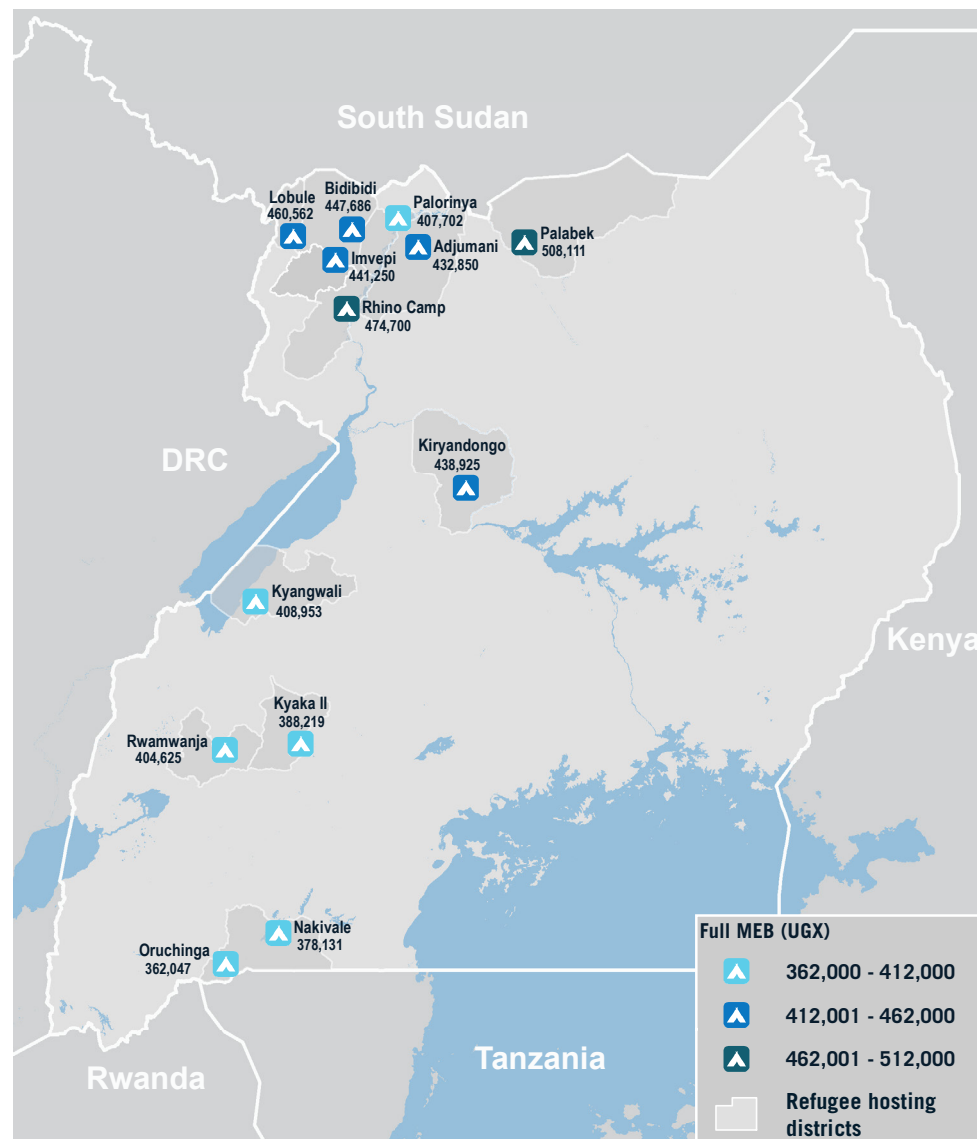 South Sudan
Bidibidi
447,686
Lobule
460,562
Palorinya
407,702
Adjumani
432,850
Palabek
508,111
Imvepi
441,250
Rhino Camp
474,700
DRC
Kiryandongo
438,925
Kyangwali
408,953
Kenya
Kyaka II
388,219
Rwamwanja
404,625
Nakivale
378,131
Oruchinga
362,047
Rwanda
Tanzania
Full MEB (UGX)
362,000 - 412,000
412,001 - 462,000
462,001 - 512,000
Refugee hosting
districts